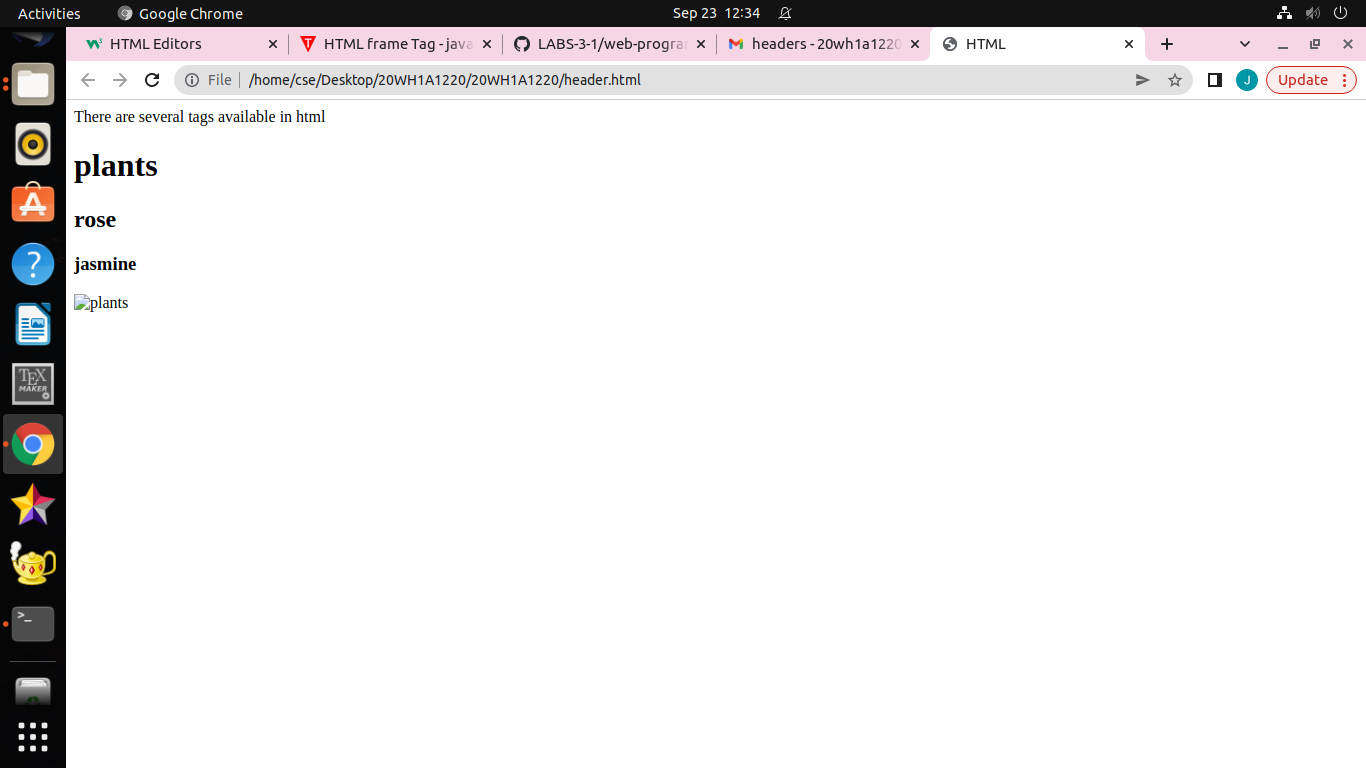 Activities Google Chrome Sep 23 12:34
HTML Editors HTML frame Tag - java LABS-3-1/web-progra headers - 20wh1a1220 HTML
File /home/cse/Desktop/20WH1A1220/20WH1A1220/header.html J Update
There are several tags available in html
plants
rose
jasmine
plants
?
TEX
MAKER
>_